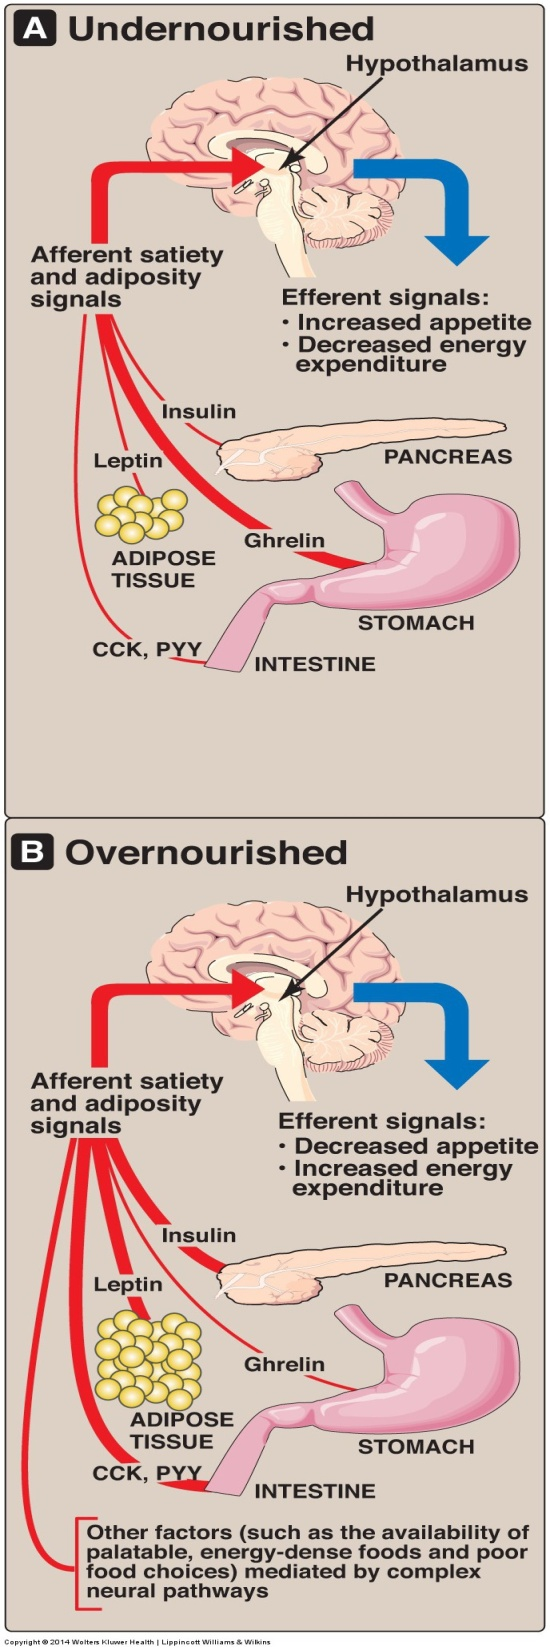 A Undernourished
Hypothalamus
Afferent satiety
and adiposity
signals
Efferent signals:
• Increased appetite
• Decreased energy
expenditure
Insulin
PANCREAS
Leptin
ADIPOSE
TISSUE
Ghrelin
STOMACH
CCK, PYY
INTESTINE
B Overnourished
Hypothalamus
Afferent satiety
and adiposity
signals
Efferent signals:
• Decreased appetite
• Increased energy
expenditure
Insulin
PANCREAS
Leptin
ADIPOSE
TISSUE
Ghrelin
STOMACH
CCK, PYY
INTESTINE
Other factors (such as the availability of
palatable, energy-dense foods and poor
food choices) mediated by complex
neural pathways
Copyright © 2014 Wolters Kluwer Health | Lippincott Williams & Wilkins